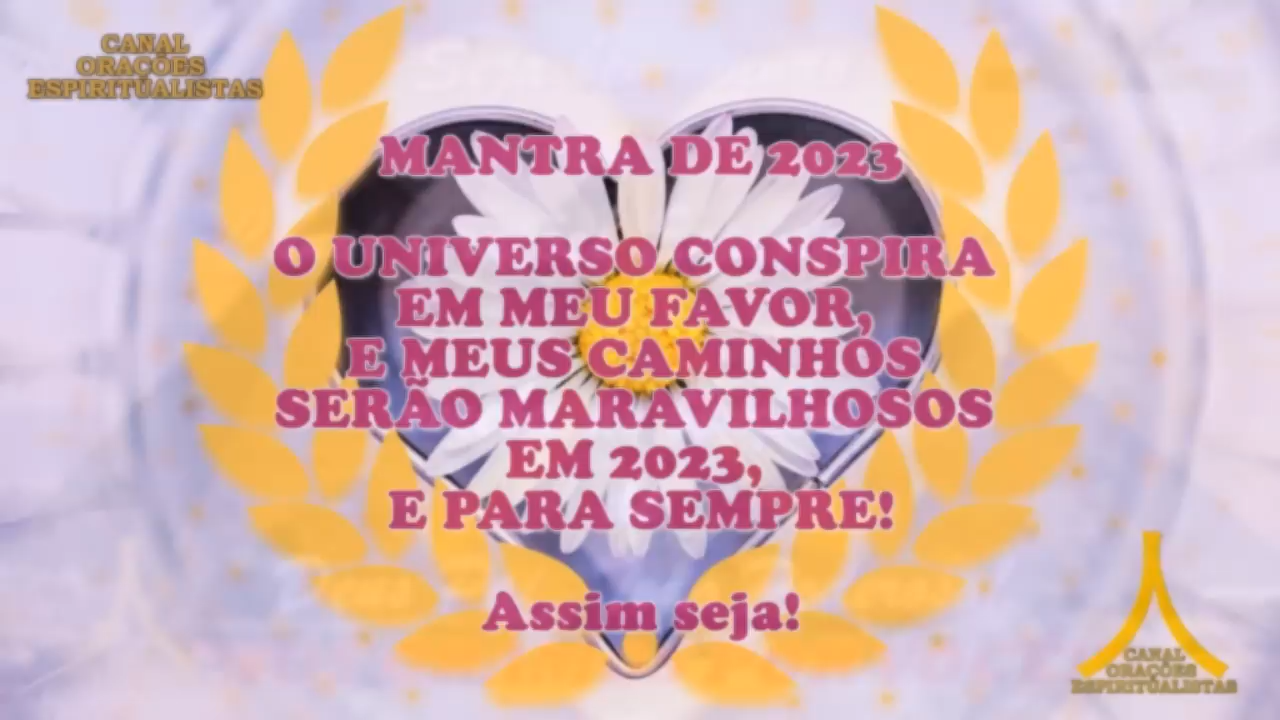 CANAL
ORAÇÕES
ESPIRITUALISTAS
MANTRA DE 2023
O UNIVERSO CONSPIRA
EM MEU FAVOR,
E MEUS CAMINHOS
SERÃO MARAVILHOSOS
EM 2023,
E PARA SEMPRE!
Assim seja!
CANAL
ORAÇÕES
ESPIRITUALISTAS